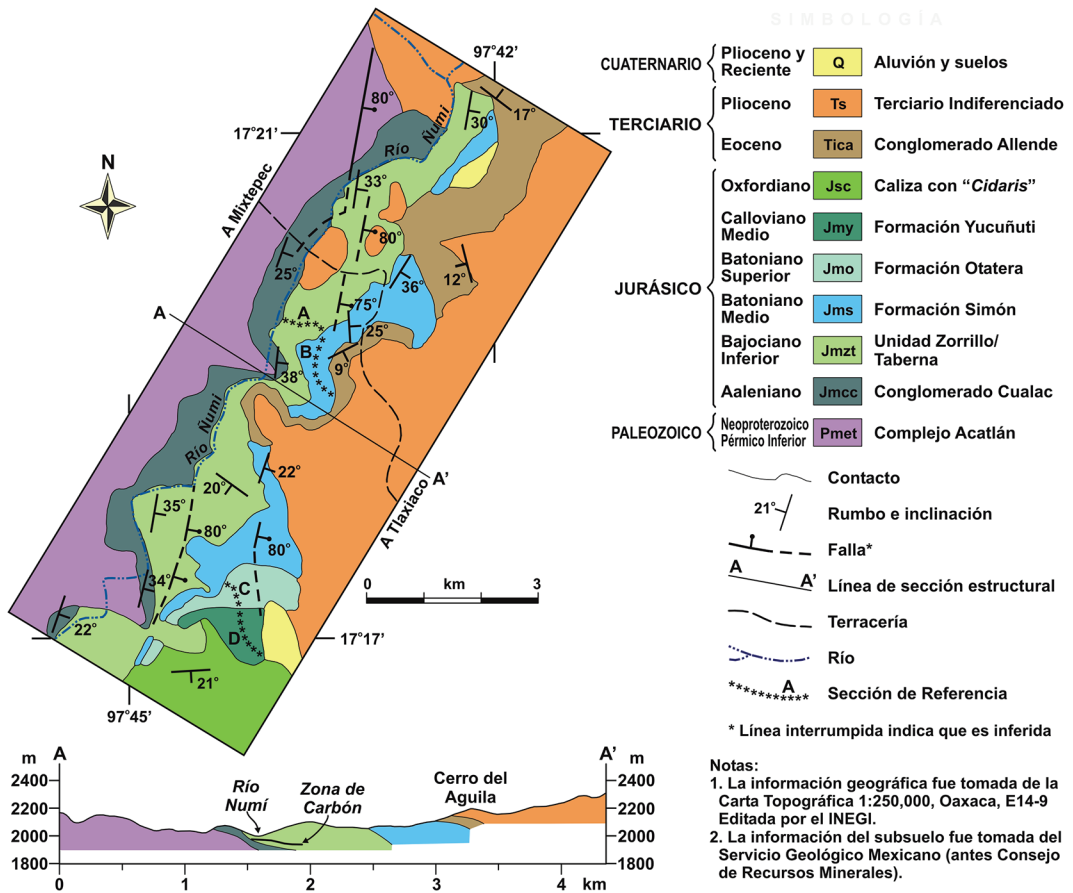 SIMBOLOGÍA
CUATERNARIO
Plioceno y
Reciente
Q
Aluvión y suelos
TERCIARIO
Plioceno
Ts
Terciario Indiferenciado
Eoceno
Tica
Conglomerado Allende
JURÁSICO
Oxfordiano
Jsc
Caliza con “Cidaris”
Calloviano
Medio
Jmy
Formación Yucuñuti
Batoniano
Superior
Jmo
Formación Otatera
Batoniano
Medio
Jms
Formación Simón
Bajociano
Inferior
Jmzt
Unidad Zorrillo/
Taberna
Aaleniano
Jmcc
Conglomerado Cualac
PALEOZOICO
Neoproterozoico
Pérmico Inferior
Pmet
Complejo Acatlán
Contacto
21°
Rumbo e inclinación
Falla*
A
A’
Línea de sección estructural
Terracería
Río
A
Sección de Referencia
* Línea interrumpida indica que es inferida
Notas:
1. La información geográfica fue tomada de la
Carta Topográfica 1:250,000, Oaxaca, E14-9
Editada por el INEGI.
2. La información del subsuelo fue tomada del
Servicio Geológico Mexicano (antes Consejo
de Recursos Minerales).
97°42’
17°21’
N
80°
17°
30°
Río Ñumi
A Mixtepec
33°
80°
25°
12°
36°
75°
A
A
25°
B
9°
38°
Río Ñumi
A’
A Tlaxiaco
22°
20°
35°
80°
80°
34°
C
D
22°
21°
17°17’
97°45’
0 km 3
m A
A’ m
2400
2200
2000
1800
Río
Numí
Zona de
Carbón
Cerro del
Aguila
2400
2200
2000
1800
0 1 2 3 km 4